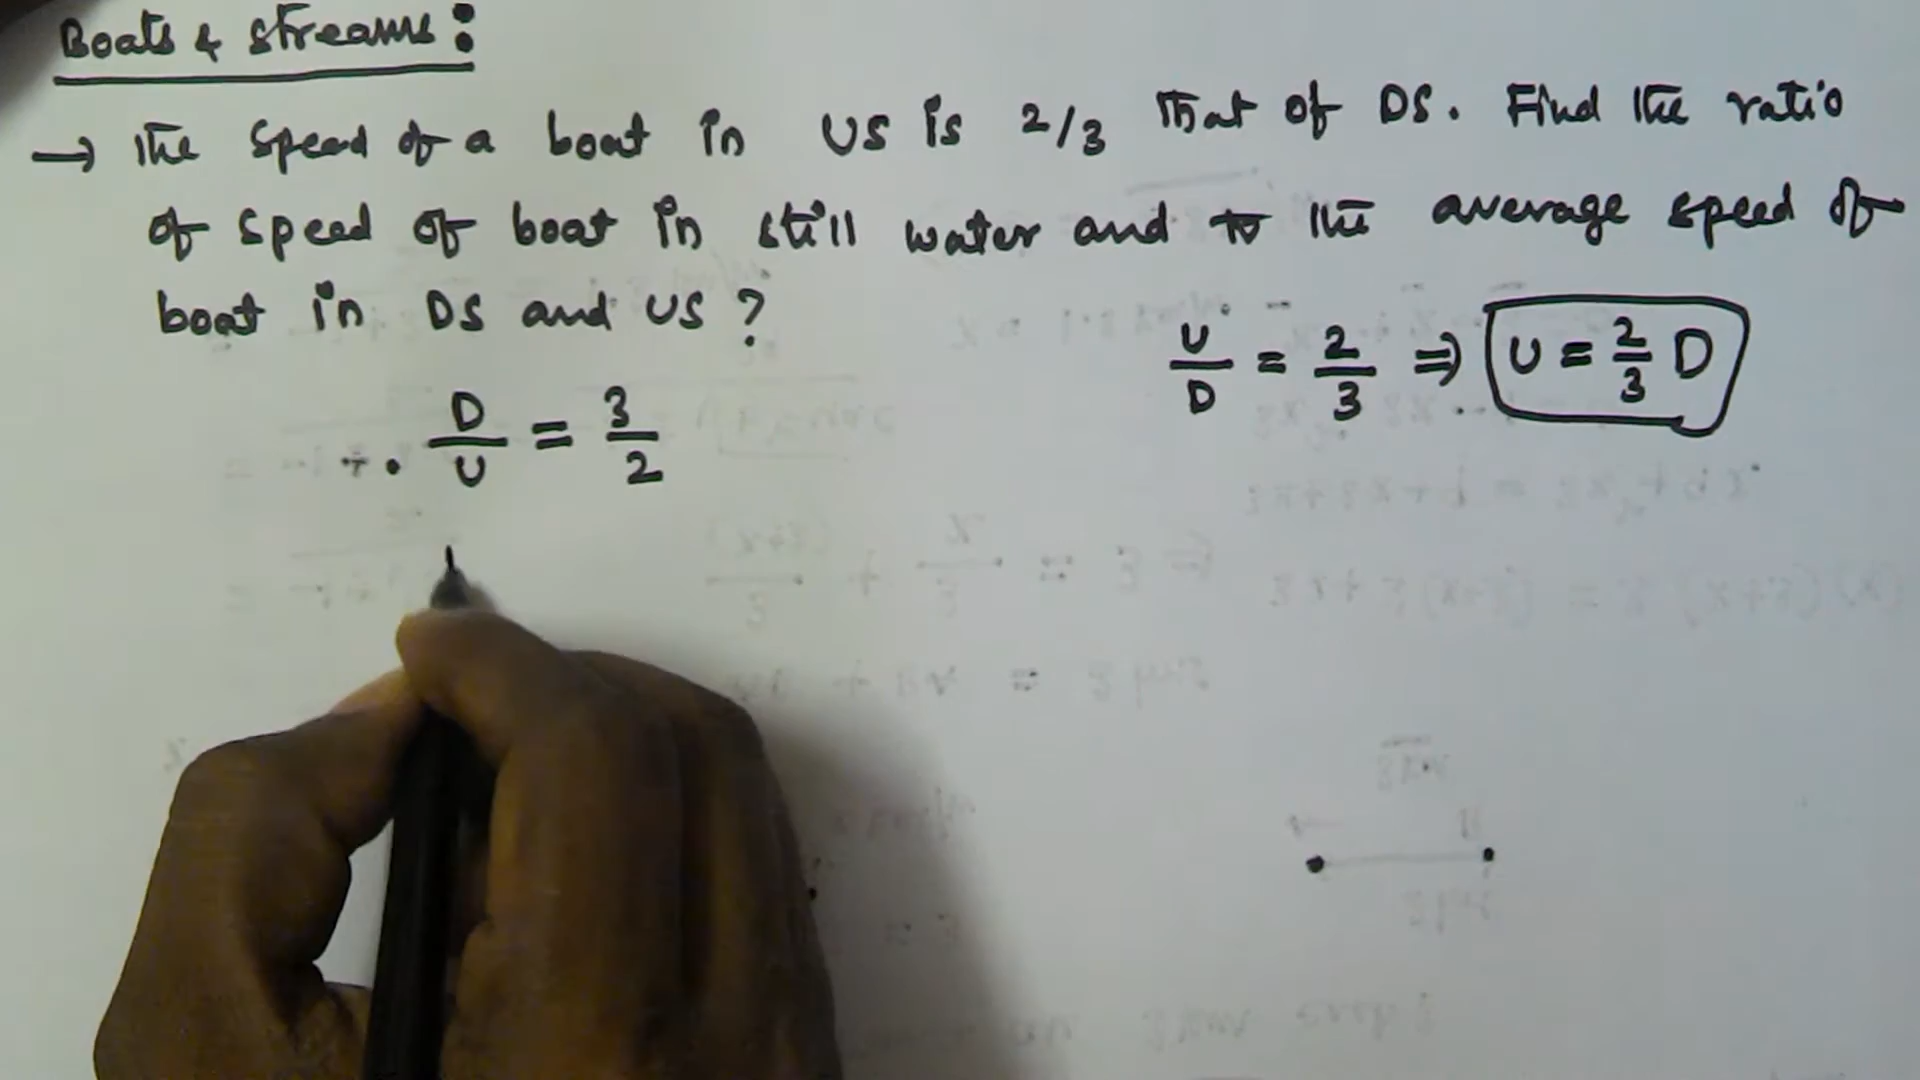 Boats & streams:
→ The speed of a boat in US is 2/3 that of DS. Find the ratio
of speed of boat in still water and to the average speed of
boat in DS and US?
U/D = 2/3 ⇒ U = 2/3 D
D/U = 3/2